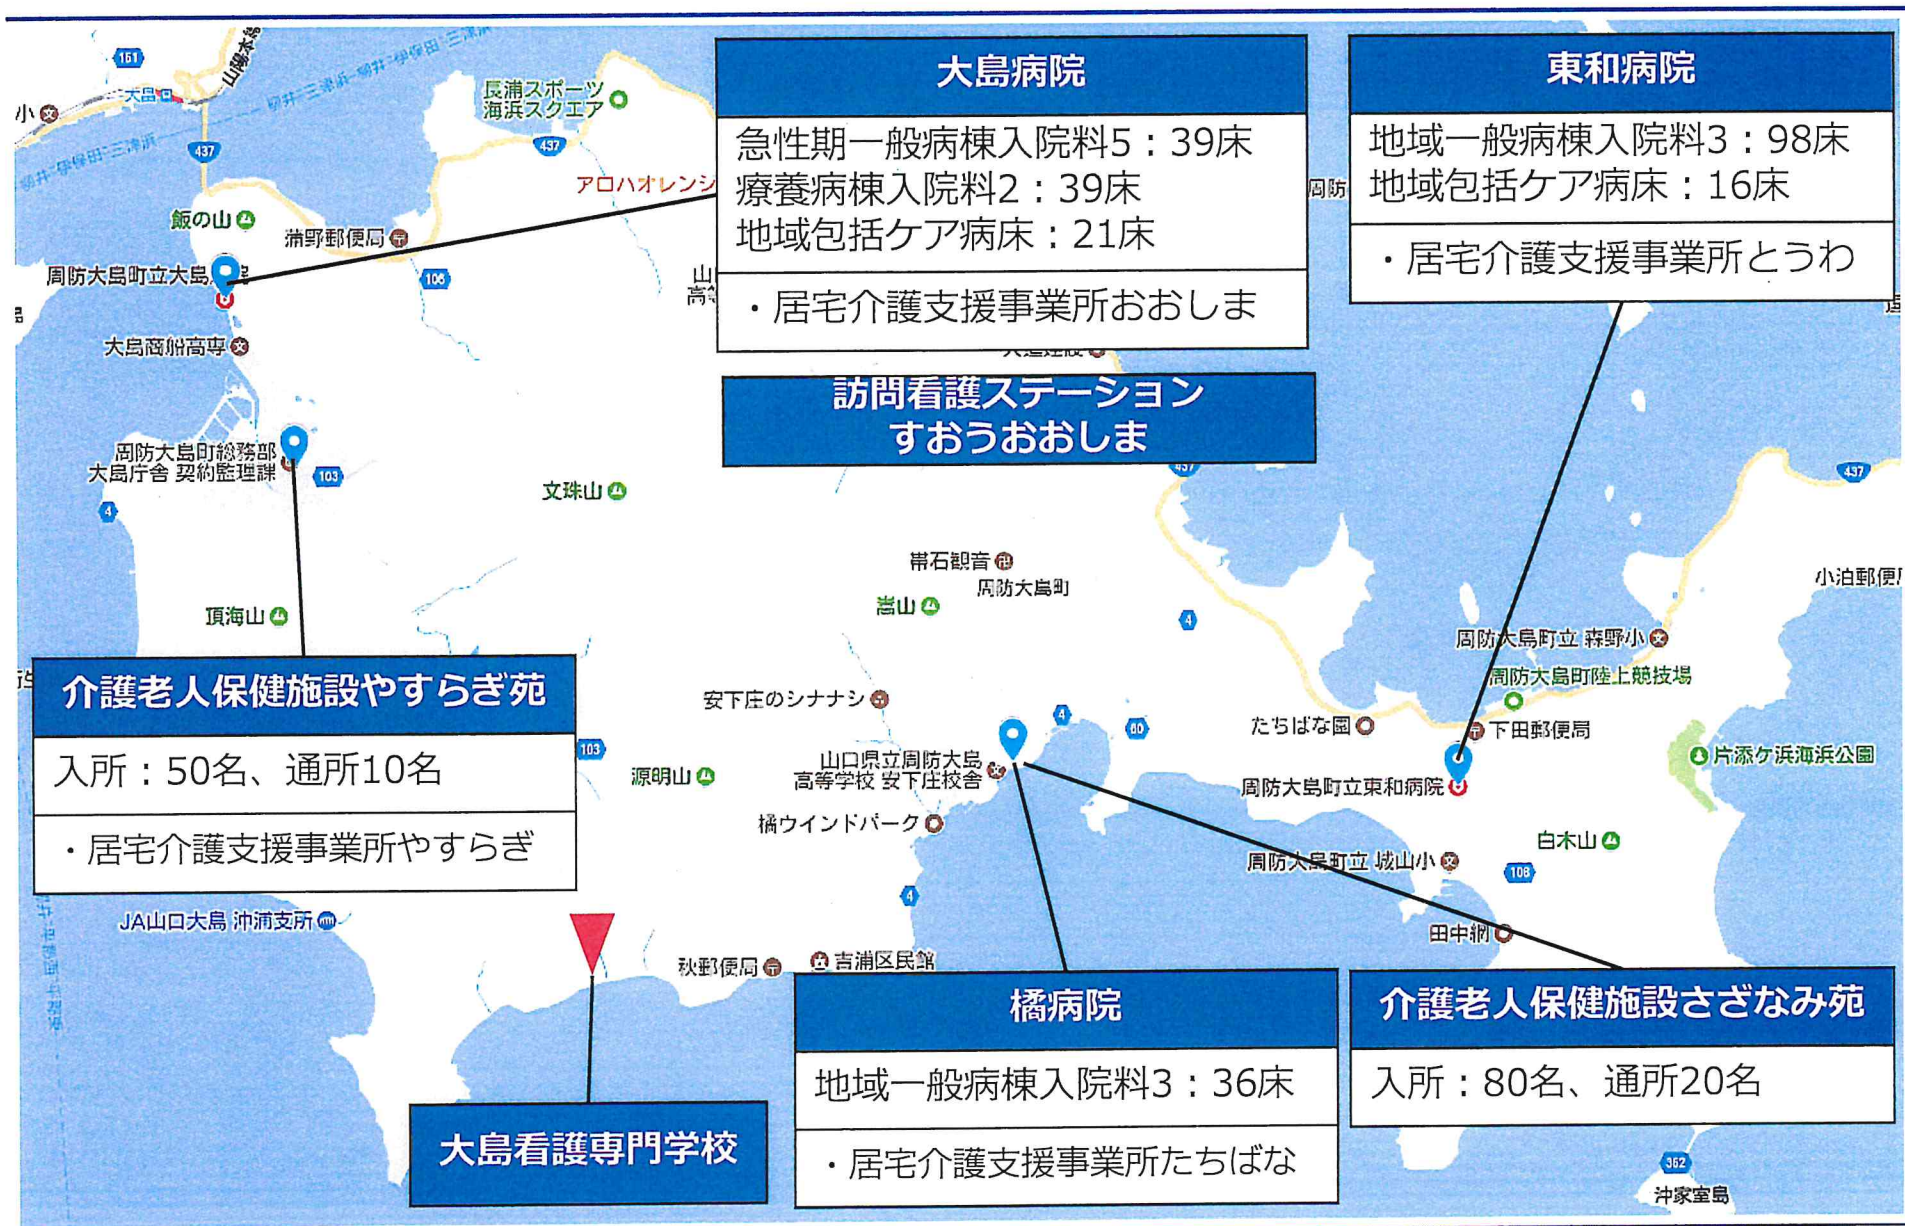 大島病院
急性期一般病棟入院料5：39床
療養病棟入院料2：39床
地域包括ケア病床：21床
・居宅介護支援事業所おおしま
東和病院
地域一般病棟入院料3：98床
地域包括ケア病床：16床
・居宅介護支援事業所とうわ
訪問看護ステーション
すおうおおしま
介護老人保健施設やすらぎ苑
入所：50名、通所10名
・居宅介護支援事業所やすらぎ
橘病院
地域一般病棟入院料3：36床
・居宅介護支援事業所たちばな
介護老人保健施設さざなみ苑
入所：80名、通所20名
大島看護専門学校
151
大畠
山陽本線
小
437
長浦スポーツ
海浜スクエア
437
アロハオレンジ
飯の山
蒲野郵便局
105
周防大島町立大島
大島商船高専
周防大島町総務部
大島庁舎 契約監理課
103
4
文珠山
437
437
帯石観音
周防大島町
嵩山
4
小泊郵便
頂海山
周防大島町立 森野小
周防大島町陸上競技場
安下庄のシナナシ
4
60
たちばな園
下田郵便局
103
源明山
山口県立周防大島
高等学校 安下庄校舎
周防大島町立東和病院
片添ケ浜海浜公園
橘ウインドパーク
白木山
周防大島町立 城山小
108
4
JA山口大島 沖浦支所
田中網
秋郵便局
吉浦区民館
362
沖家室島